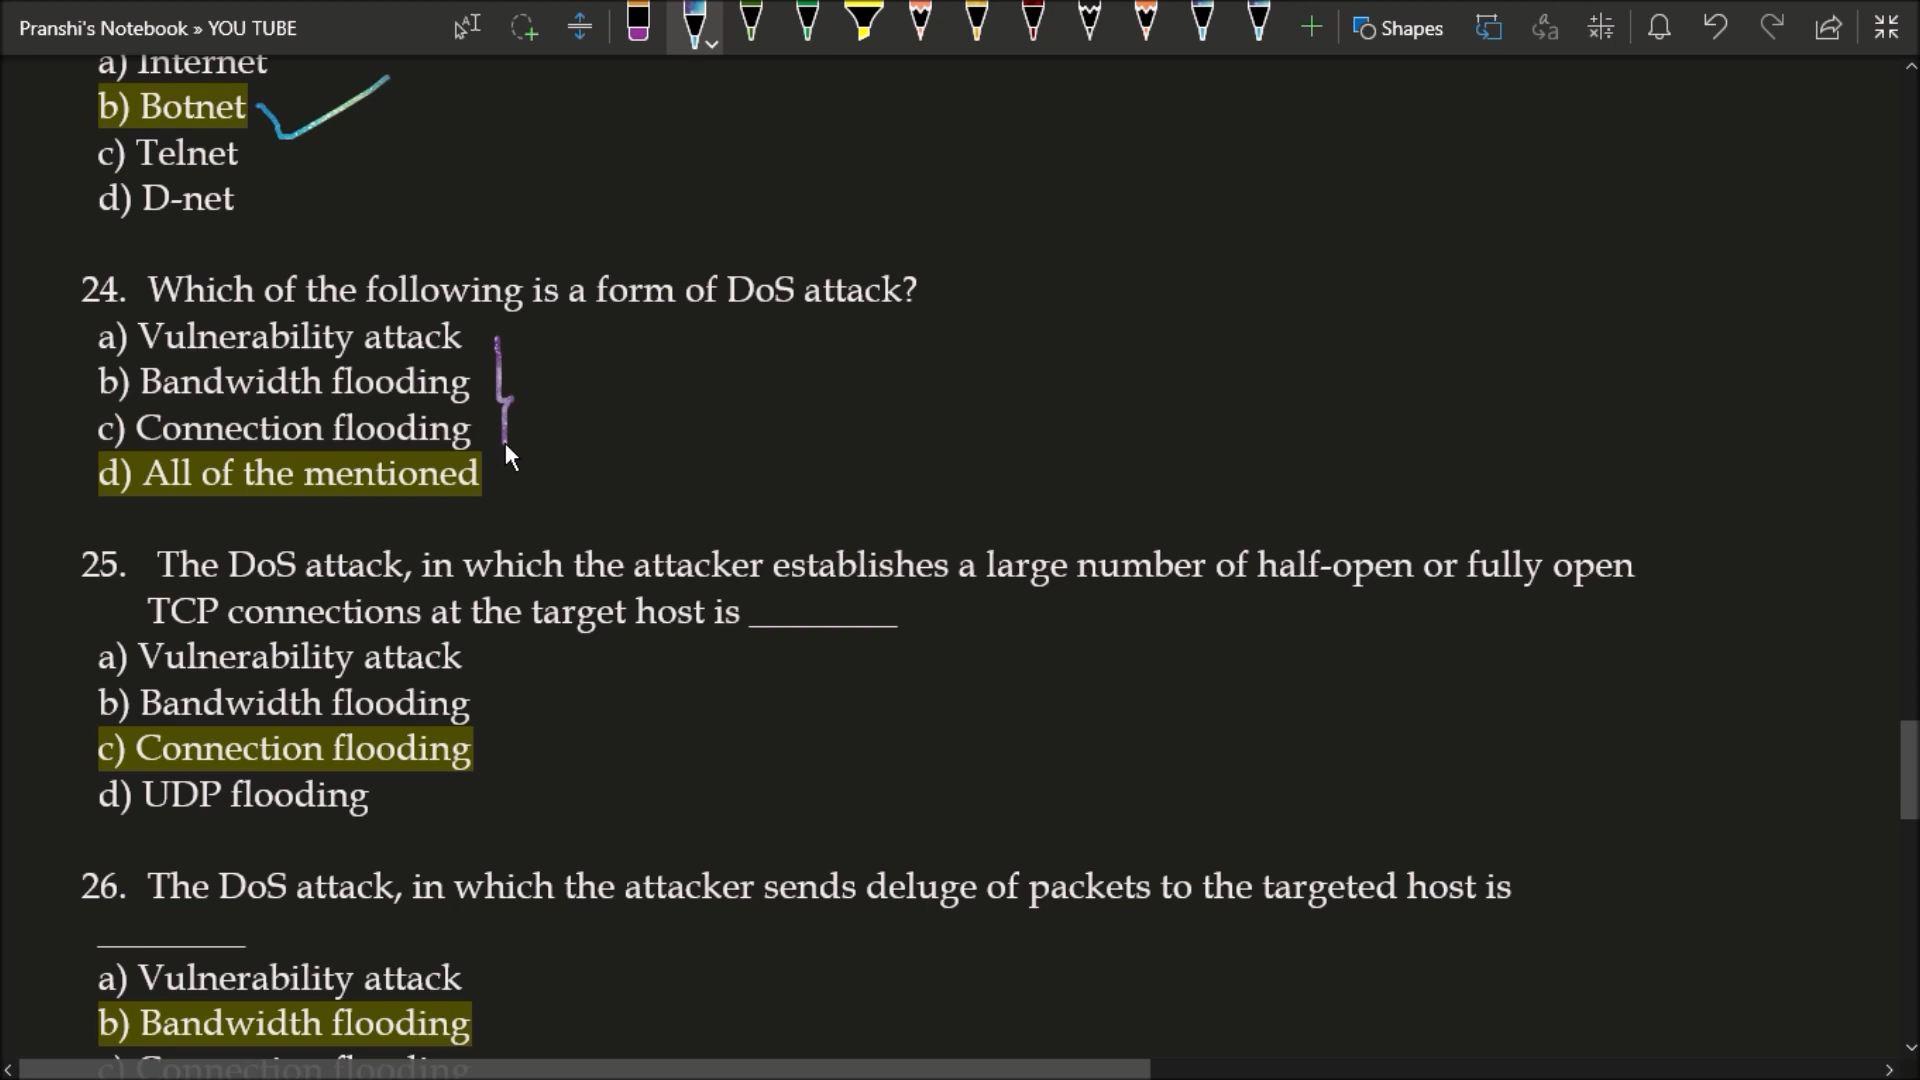 Pranshi's Notebook » YOU TUBE
Shapes
a) Internet
b) Botnet
c) Telnet
d) D-net
24. Which of the following is a form of DoS attack?
a) Vulnerability attack
b) Bandwidth flooding
c) Connection flooding
d) All of the mentioned
25. The DoS attack, in which the attacker establishes a large number of half-open or fully open
TCP connections at the target host is ________
a) Vulnerability attack
b) Bandwidth flooding
c) Connection flooding
d) UDP flooding
26. The DoS attack, in which the attacker sends deluge of packets to the targeted host is
________
a) Vulnerability attack
b) Bandwidth flooding
c) Connection flooding